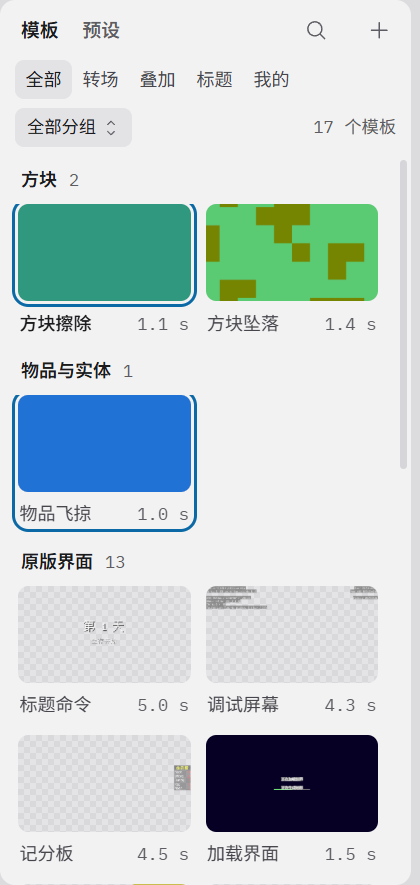 模板 预设
全部 转场 叠加 标题 我的
全部分组 17 个模板
方块 2
方块擦除 1.1 s 方块坠落 1.4 s
物品与实体 1
物品飞掠 1.0 s
原版界面 13
第 1 天
标题命令 5.0 s 调试屏幕 4.3 s
记分板 4.5 s 加载界面 1.5 s